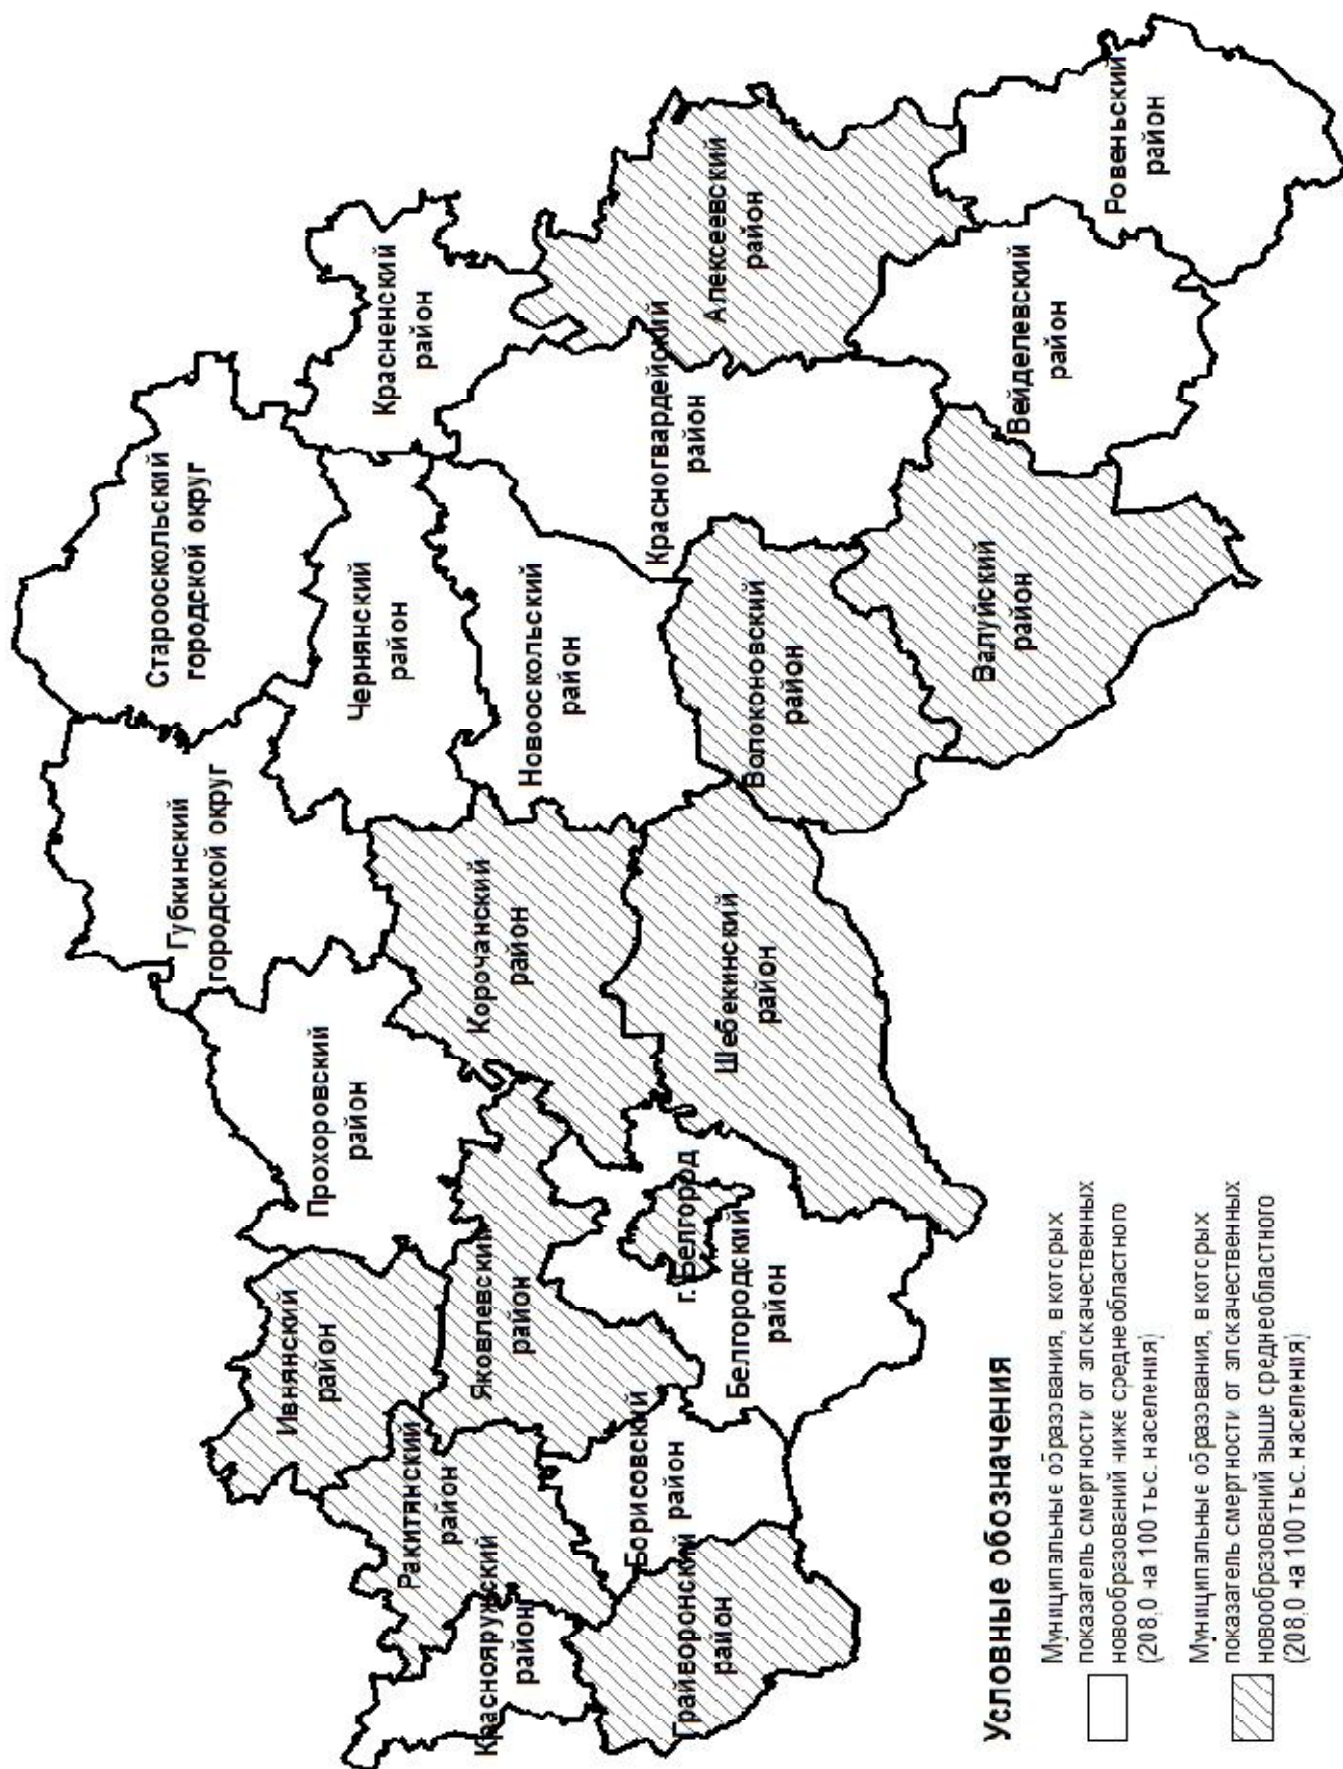 Старооскольский
городской округ
Губкинский
городской округ
Прохоровский
район
Чернянский
район
Красненский
район
Ивнянский
район
Ракитянский
район
Яковлевский
район
Корочанский
район
Новооскольский
район
Красногвардейский
район
Алексеевский
район
Краснояружский
район
Борисовский
район
Грайворонский
район
г. Белгород
Белгородский
район
Шебекинский
район
Волоконовский
район
Валуйский
район
Вейделевский
район
Ровеньский
район
Условные обозначения
Муниципальные образования, в которых
показатель смертности от злокачественных
новообразований ниже среднеобластного
(208,0 на 100 тыс. населения)
Муниципальные образования, в которых
показатель смертности от злокачественных
новообразований выше среднеобластного
(208,0 на 100 тыс. населения)